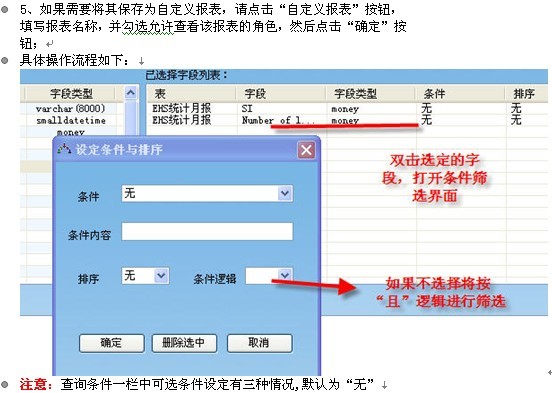 5、如果需要将其保存为自定义报表，请点击“自定义报表”按钮，
填写报表名称，并勾选允许查看该报表的角色，然后点击“确定”按
钮；
具体操作流程如下：
已选择字段列表：
字段类型 表 字段 字段类型 条件 排序
varchar(8000) EHS统计月报 SI money 无 无
smalldatetime EHS统计月报 Number of l... money 无 无
money
设定条件与排序
双击选定的字
段，打开条件筛
选界面
条件 无
条件内容
排序 无 条件逻辑
如果不选择将按
“且”逻辑进行筛选
确定 删除选中 取消
注意：查询条件一栏中可选条件设定有三种情况,默认为“无”